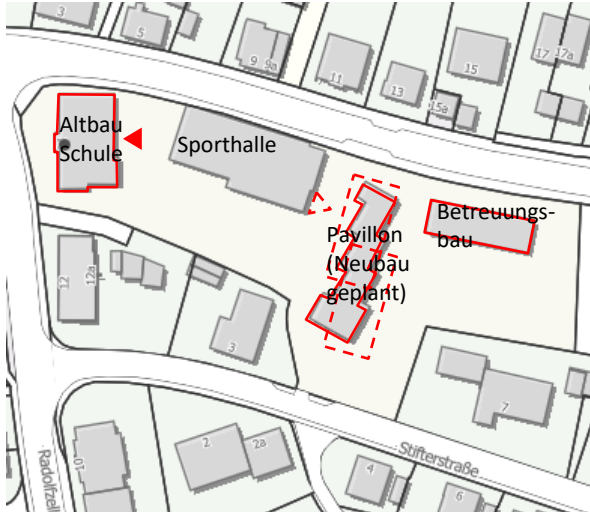 3
5
9
9a
11
13
15
15a
17
17a
Altbau
Schule
Sporthalle
Betreuungs-
bau
Pavillon
(Neubau
geplant)
12
12a
3
7
2
2a
10
4
6
Stifterstraße
Radolfzell